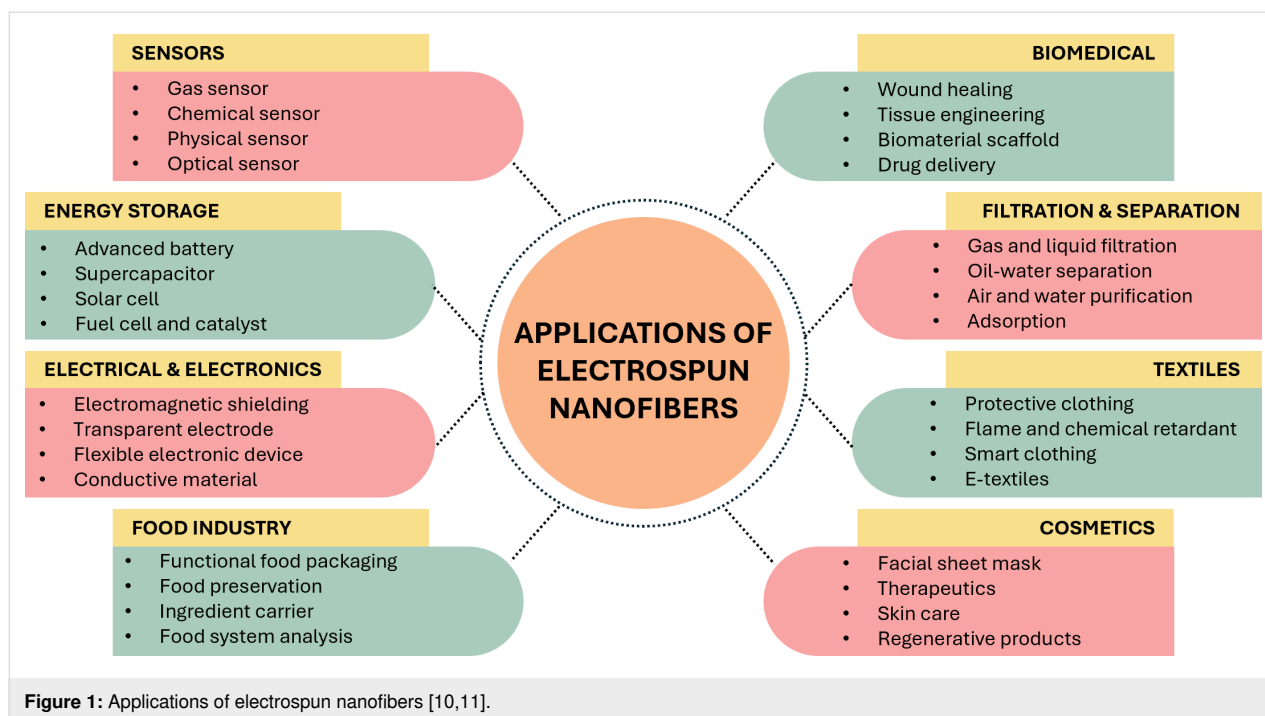 SENSORS
• Gas sensor
• Chemical sensor
• Physical sensor
• Optical sensor
ENERGY STORAGE
• Advanced battery
• Supercapacitor
• Solar cell
• Fuel cell and catalyst
ELECTRICAL & ELECTRONICS
• Electromagnetic shielding
• Transparent electrode
• Flexible electronic device
• Conductive material
FOOD INDUSTRY
• Functional food packaging
• Food preservation
• Ingredient carrier
• Food system analysis
APPLICATIONS OF
ELECTROSPUN
NANOFIBERS
BIOMEDICAL
• Wound healing
• Tissue engineering
• Biomaterial scaffold
• Drug delivery
FILTRATION & SEPARATION
• Gas and liquid filtration
• Oil-water separation
• Air and water purification
• Adsorption
TEXTILES
• Protective clothing
• Flame and chemical retardant
• Smart clothing
• E-textiles
COSMETICS
• Facial sheet mask
• Therapeutics
• Skin care
• Regenerative products
Figure 1: Applications of electrospun nanofibers [10,11].